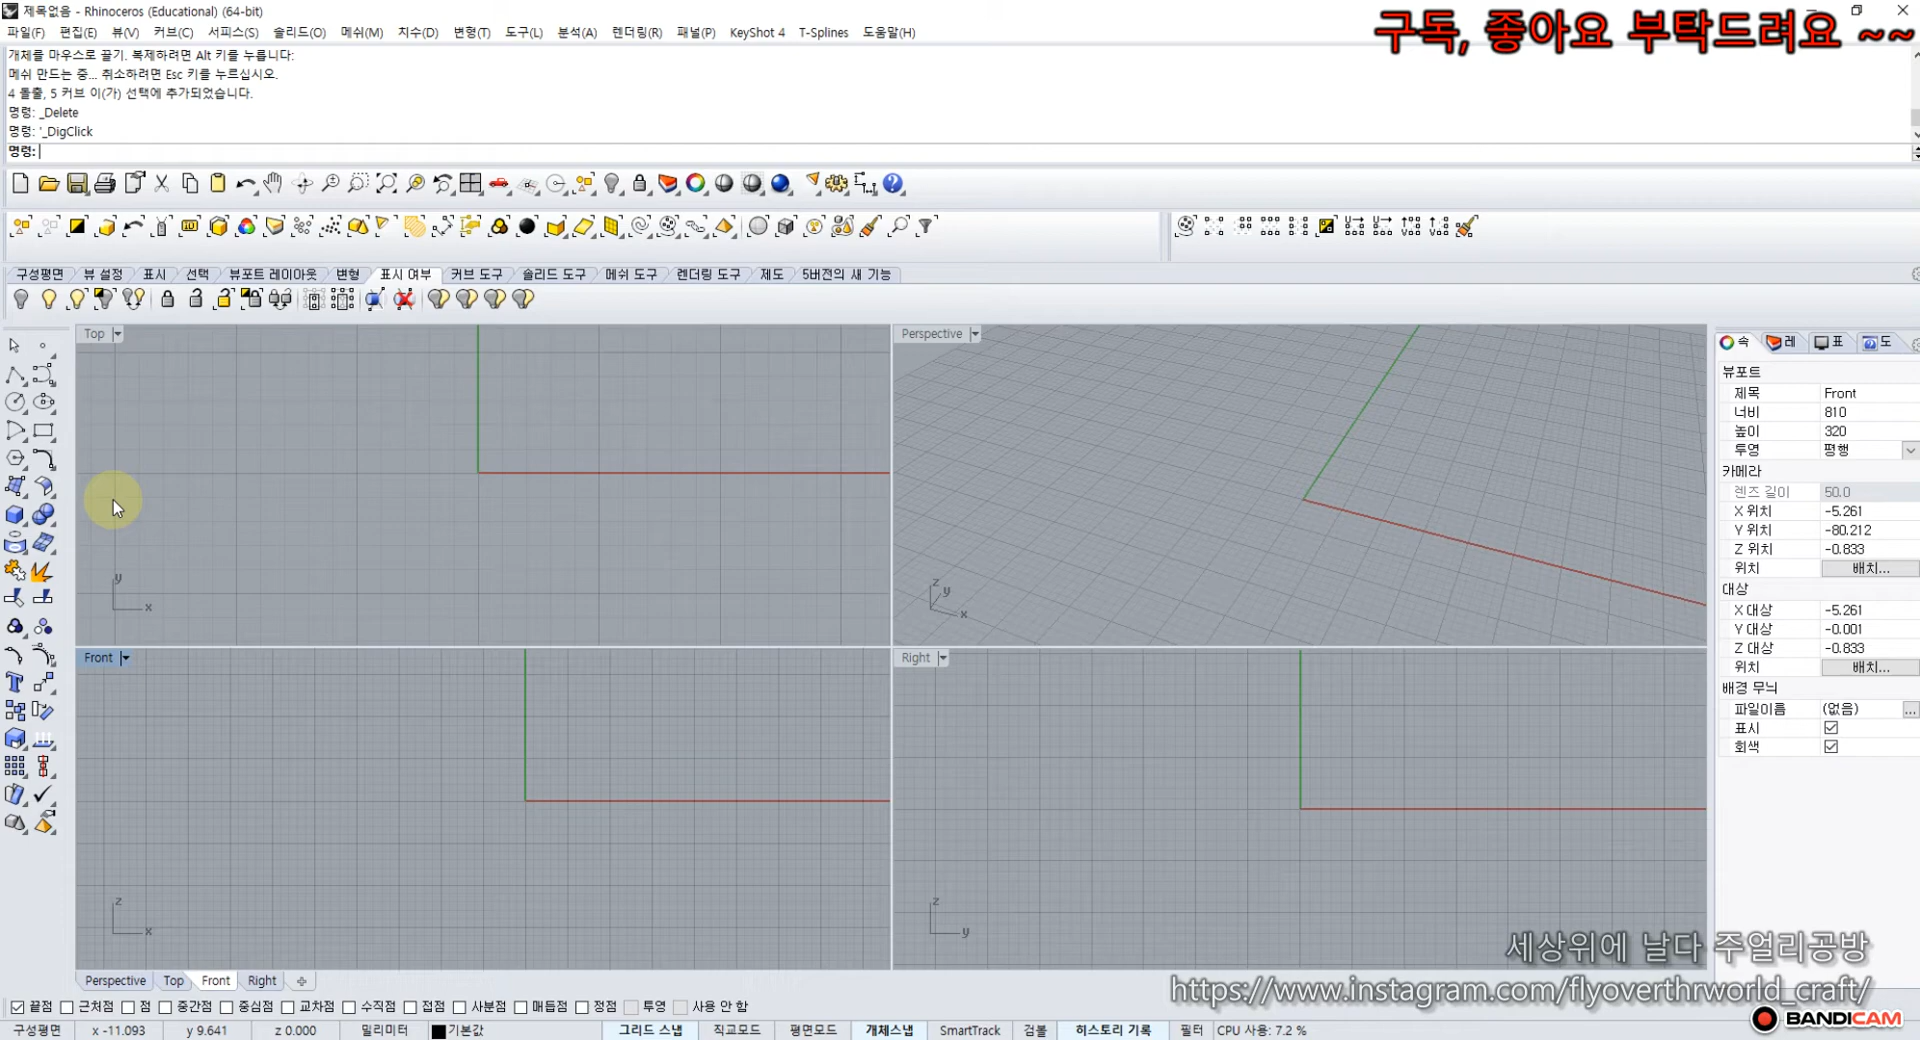 제목없음 - Rhinoceros (Educational) (64-bit)
구독, 좋아요 부탁드려요 ~~
파일(F) 편집(E) 뷰(V) 커브(C) 서피스(S) 솔리드(O) 메쉬(M) 치수(D) 변형(T) 도구(L) 분석(A) 렌더링(R) 패널(P) KeyShot 4 T-Splines 도움말(H)
개체를 마우스로 끌기. 복제하려면 Alt 키를 누릅니다:
메쉬 만드는 중... 취소하려면 Esc 키를 누르십시오.
4 돌출, 5 커브 이(가) 선택에 추가되었습니다.
명령: _Delete
명령: '_DigClick
명령:
구성평면 뷰 설정 표시 선택 뷰포트 레이아웃 변형 표시 여부 커브 도구 솔리드 도구 메쉬 도구 렌더링 도구 제도 5버전의 새 기능
Top
Perspective
속 레 표 도
뷰포트
제목 Front
너비 810
높이 320
투영 평행
카메라
렌즈 길이 50.0
X 위치 -5.261
Y 위치 -80.212
Z 위치 -0.833
위치 배치...
대상
X 대상 -5.261
Y 대상 -0.001
Z 대상 -0.833
위치 배치...
배경 무늬
파일이름 (없음) ...
표시
회색
y
x
z
y
x
Front
Right
z
x
z
y
세상위에 날다 주얼리공방
https://www.instagram.com/flyoverthrworld_craft/
BANDICAM
Perspective Top Front Right
끝점 근처점 점 중간점 중심점 교차점 수직점 접점 사분점 매듭점 정점 투영 사용 안 함
구성평면 x -11.093 y 9.641 z 0.000 밀리미터 기본값 그리드 스냅 직교모드 평면모드 개체스냅 SmartTrack 검볼 히스토리 기록 필터 CPU 사용: 7.2 %